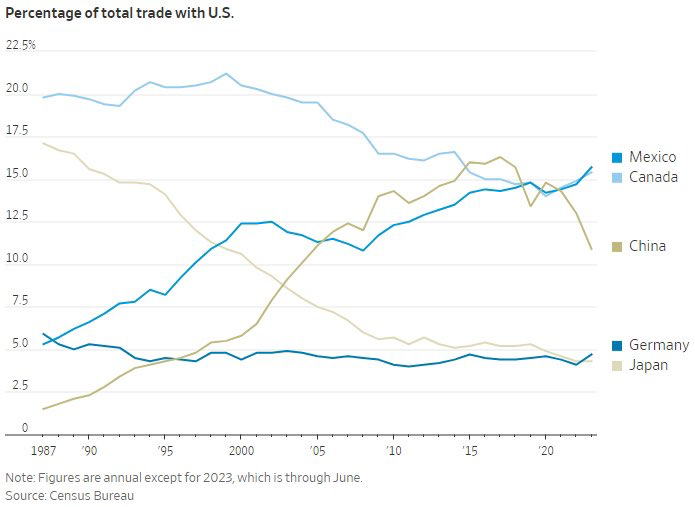 Percentage of total trade with U.S.
22.5%
20.0
17.5
15.0
12.5
10.0
7.5
5.0
2.5
0
1987 '90 '95 2000 '05 '10 '15 '20
Mexico
Canada
China
Germany
Japan
Note: Figures are annual except for 2023, which is through June.
Source: Census Bureau